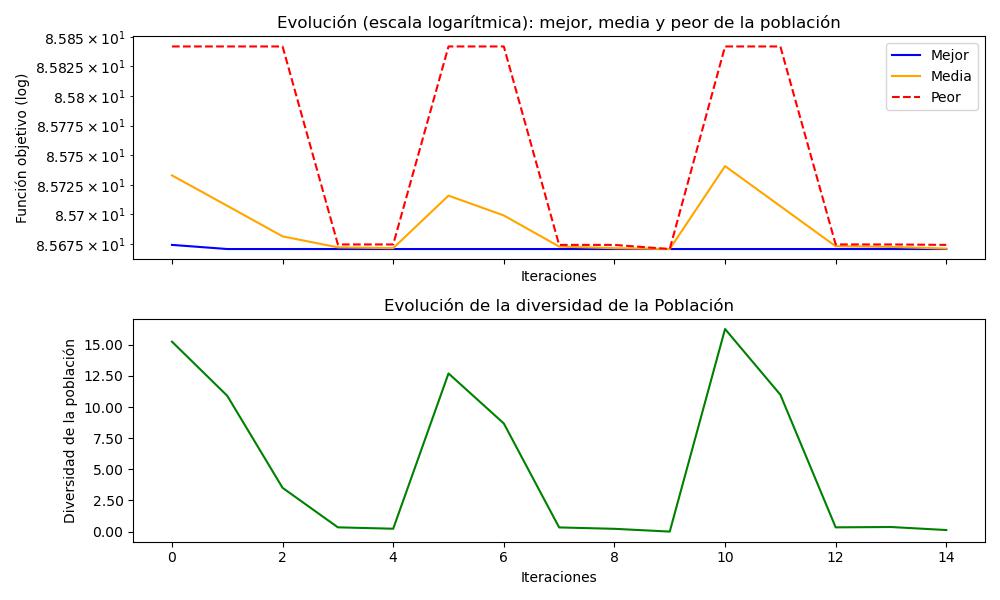 Evolución (escala logarítmica): mejor, media y peor de la población
8.585 × 10¹
8.5825 × 10¹
8.58 × 10¹
8.5775 × 10¹
8.575 × 10¹
8.5725 × 10¹
8.57 × 10¹
8.5675 × 10¹
Función objetivo (log)
Mejor
Media
Peor
Iteraciones
Evolución de la diversidad de la Población
15.00
12.50
10.00
7.50
5.00
2.50
0.00
Diversidad de la población
0 2 4 6 8 10 12 14
Iteraciones